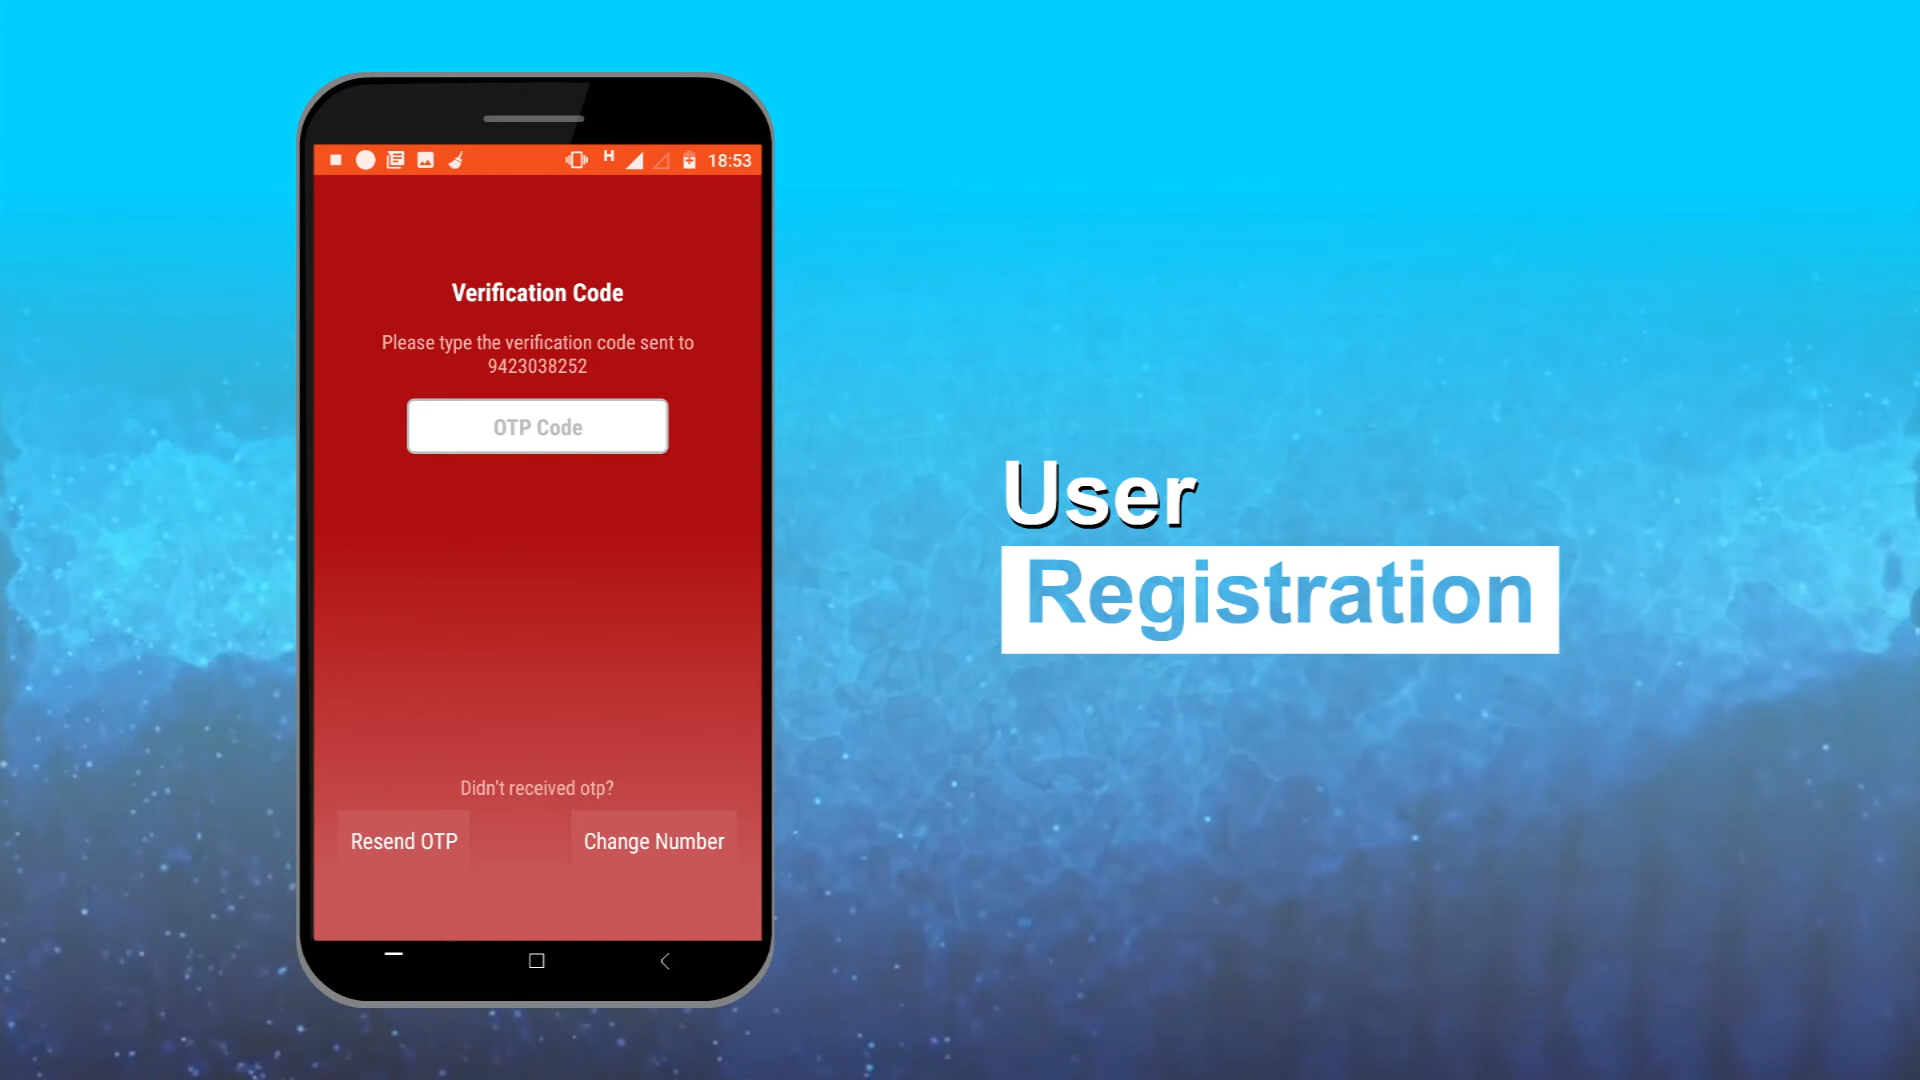 H 18:53
Verification Code
Please type the verification code sent to
9423038252
OTP Code
Didn't received otp?
Resend OTP
Change Number
User
Registration